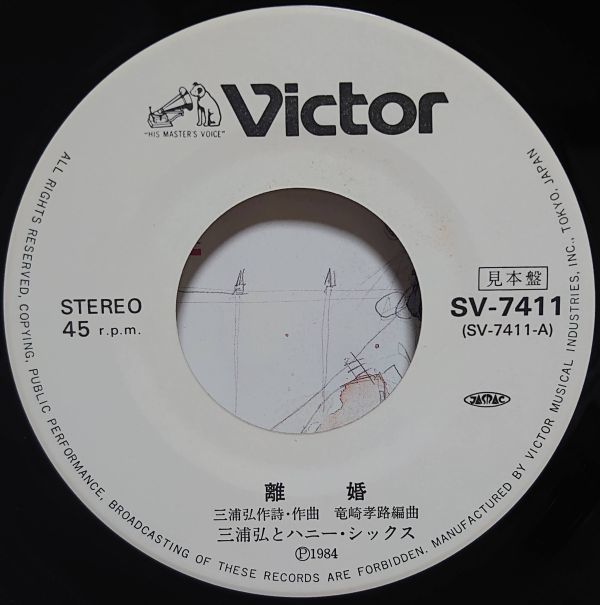 "HIS MASTER'S VOICE"
Victor
STEREO
45 r.p.m.
見本盤
SV-7411
(SV-7411-A)
JASRAC
離 婚
三浦弘作詩・作曲 竜崎孝路編曲
三浦弘とハニー・シックス
Ⓟ1984
ALL RIGHTS RESERVED, COPYING, PUBLIC PERFORMANCE, BROADCASTING OF THESE RECORDS ARE FORBIDDEN. MANUFACTURED BY VICTOR MUSICAL INDUSTRIES, INC., TOKYO, JAPAN